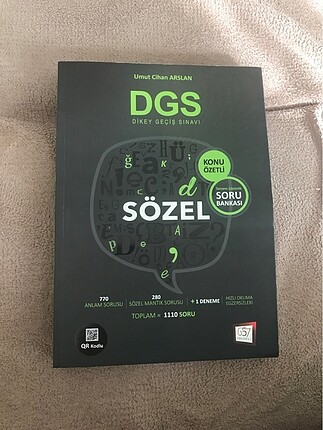 Umut Cihan ARSLAN
DGS
DİKEY GEÇİŞ SINAVI
KONU
ÖZETLİ
SORU
BANKASI
SÖZEL
770
ANLAM SORUSU
280
SÖZEL MANTIK SORUSU
+ 1 DENEME
HIZLI OKUMA
EGZERSİZLERİ
TOPLAM = 1110 SORU
QR Kodlu
657